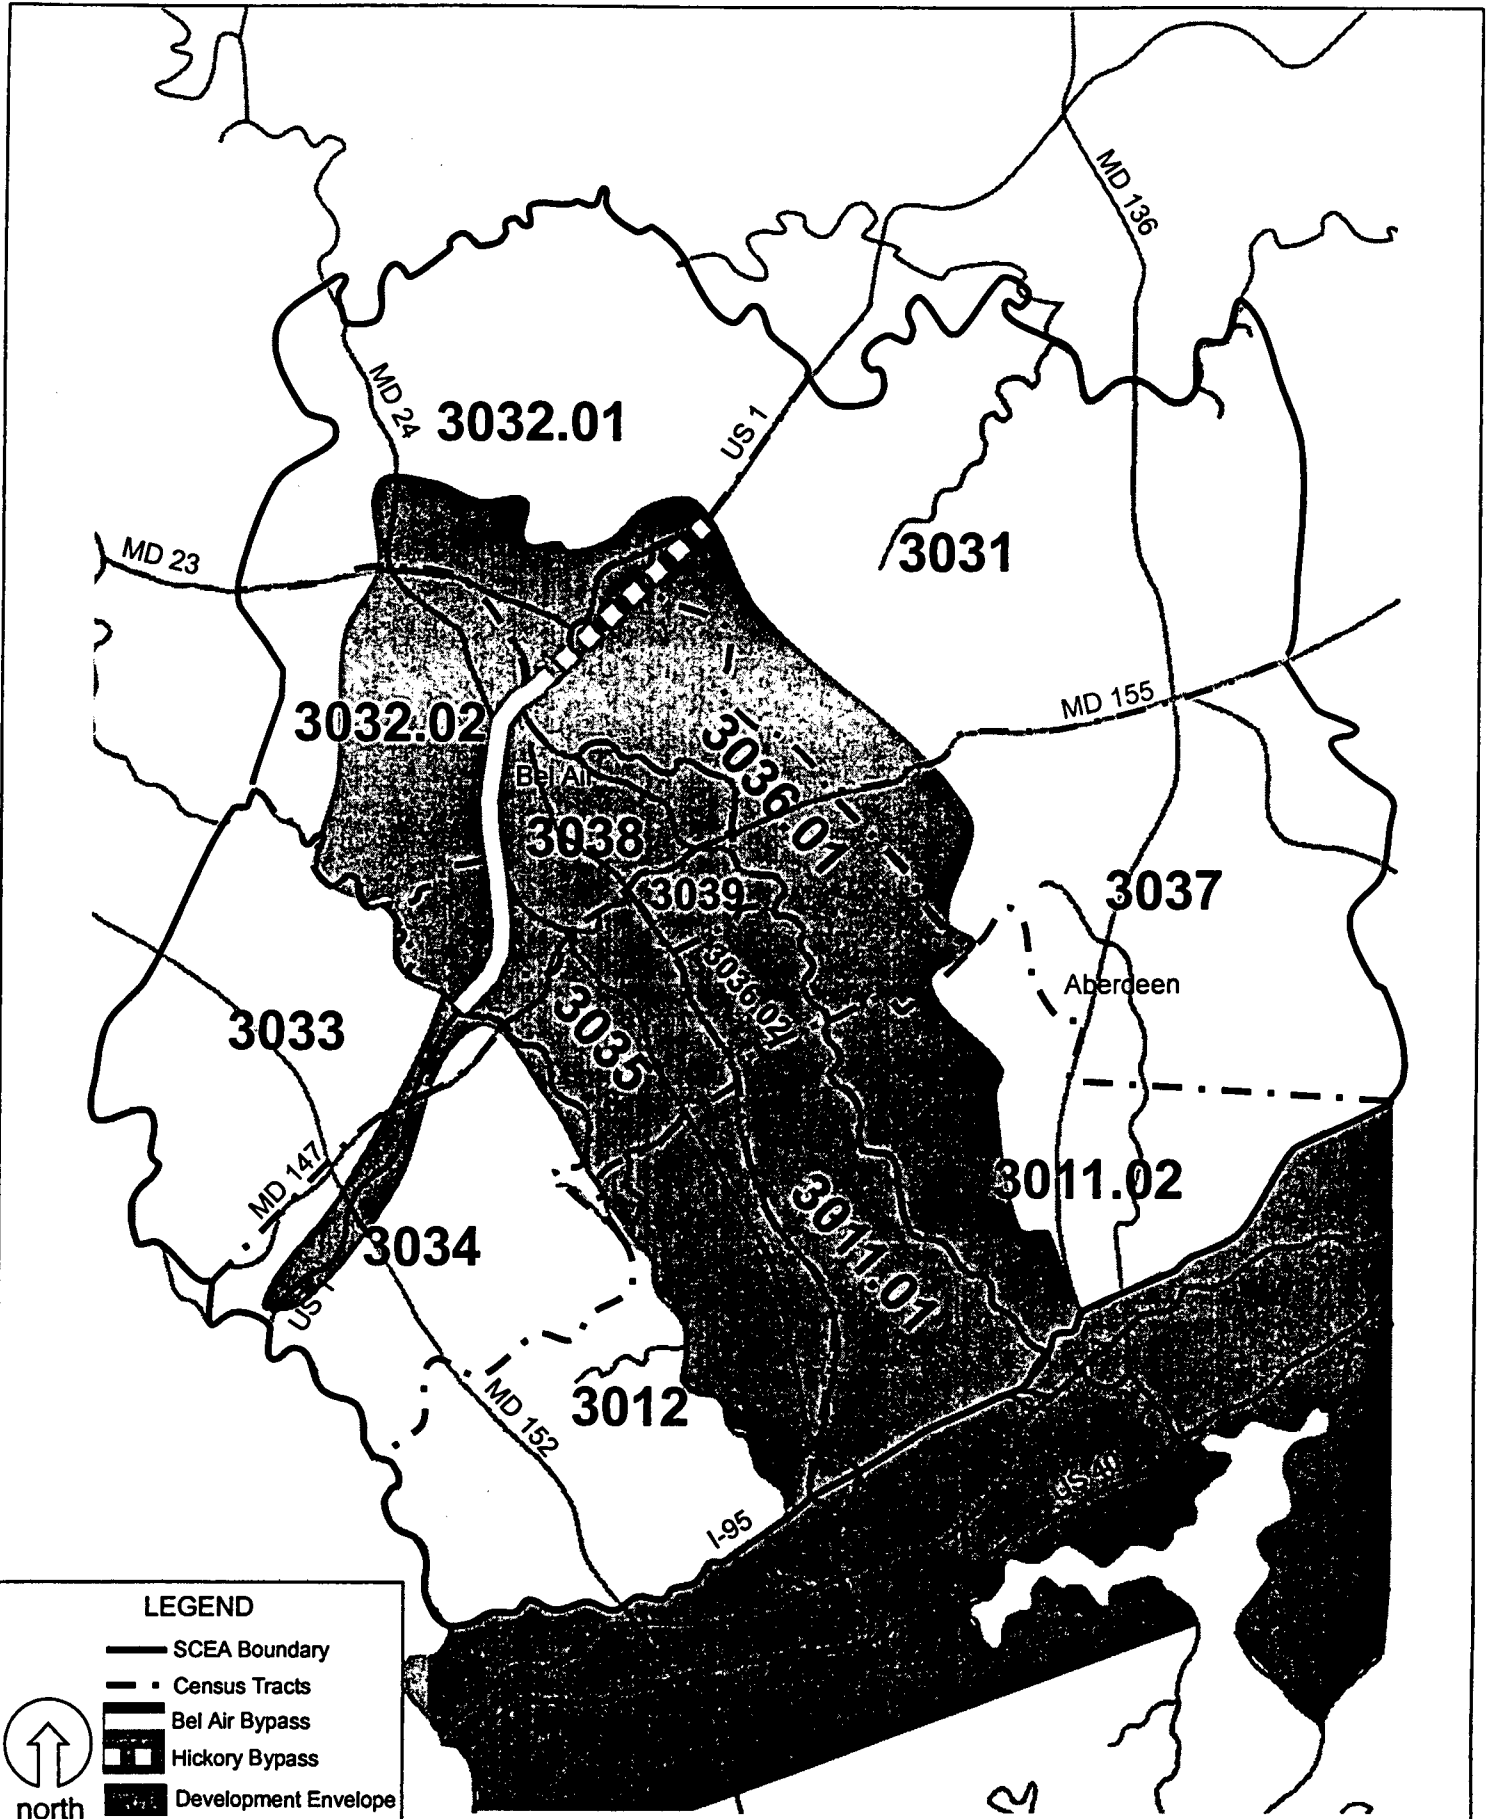 MD 136
MD 24
3032.01
US 1
MD 23
3031
MD 155
3032.02
3036.01
Bel Air
3038
3039
3037
3036.02
Aberdeen
3035
3033
MD 147
3011.02
3011.01
3034
US 1
MD 152
3012
US 40
I-95
LEGEND
SCEA Boundary
Census Tracts
Bel Air Bypass
Hickory Bypass
Development Envelope
north